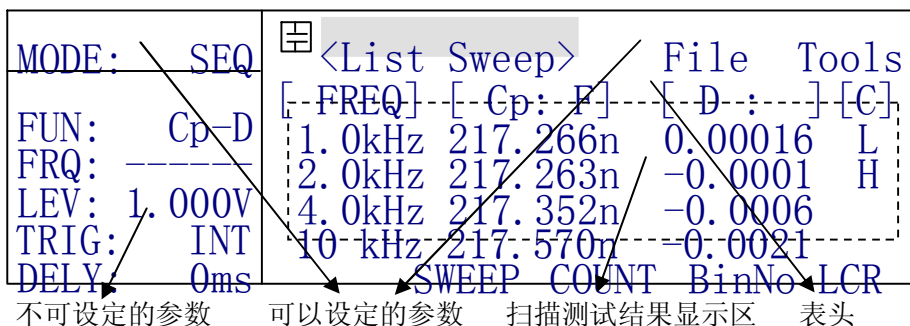 MODE: SEQ
<List Sweep> File Tools
[ FREQ] [ Cp: F] [ D : ] [C]
FUN: Cp-D
1.0kHz 217.266n 0.00016 L
FRQ: ------
2.0kHz 217.263n -0.0001 H
LEV: 1.000V
4.0kHz 217.352n -0.0006
TRIG: INT
10 kHz 217.570n -0.0021
DELY: 0ms
SWEEP COUNT BinNo LCR
不可设定的参数 可以设定的参数 扫描测试结果显示区 表头